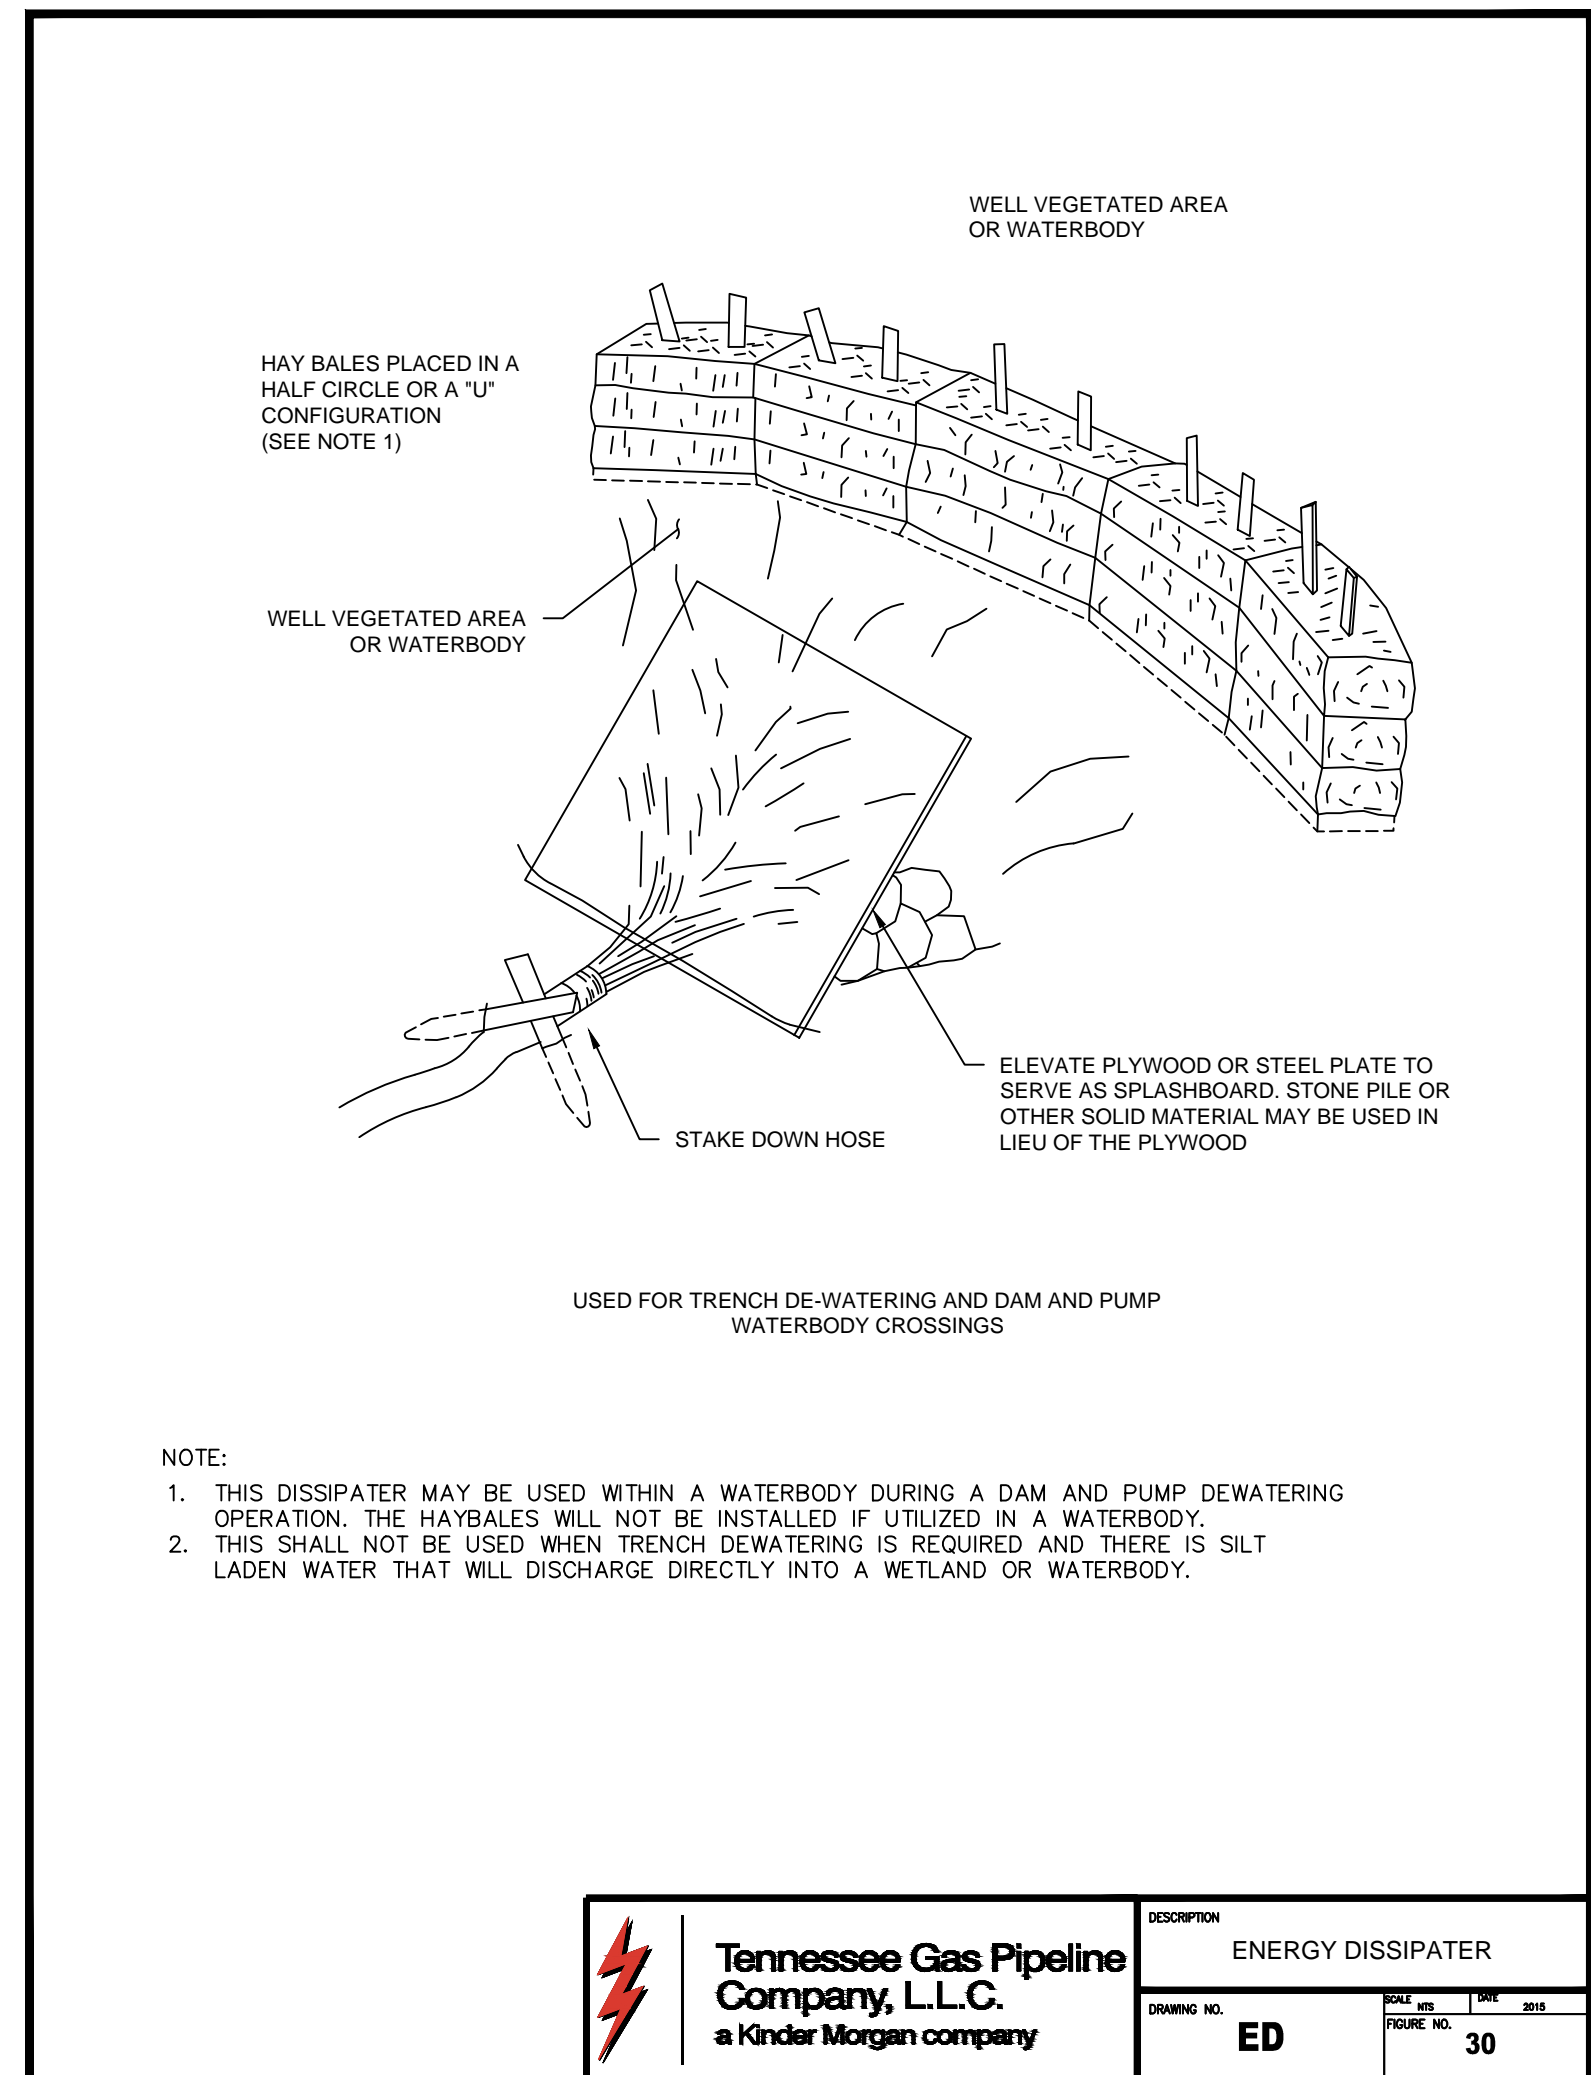 WELL VEGETATED AREA
OR WATERBODY
HAY BALES PLACED IN A
HALF CIRCLE OR A "U"
CONFIGURATION
(SEE NOTE 1)
WELL VEGETATED AREA
OR WATERBODY
ELEVATE PLYWOOD OR STEEL PLATE TO
SERVE AS SPLASHBOARD. STONE PILE OR
OTHER SOLID MATERIAL MAY BE USED IN
LIEU OF THE PLYWOOD
STAKE DOWN HOSE
USED FOR TRENCH DE-WATERING AND DAM AND PUMP
WATERBODY CROSSINGS
NOTE:
1. THIS DISSIPATER MAY BE USED WITHIN A WATERBODY DURING A DAM AND PUMP DEWATERING
OPERATION. THE HAYBALES WILL NOT BE INSTALLED IF UTILIZED IN A WATERBODY.
2. THIS SHALL NOT BE USED WHEN TRENCH DEWATERING IS REQUIRED AND THERE IS SILT
LADEN WATER THAT WILL DISCHARGE DIRECTLY INTO A WETLAND OR WATERBODY.
Tennessee Gas Pipeline
Company, L.L.C.
a Kinder Morgan company
DESCRIPTION
ENERGY DISSIPATER
DRAWING NO.
ED
SCALE NTS
DATE 2015
FIGURE NO.
30